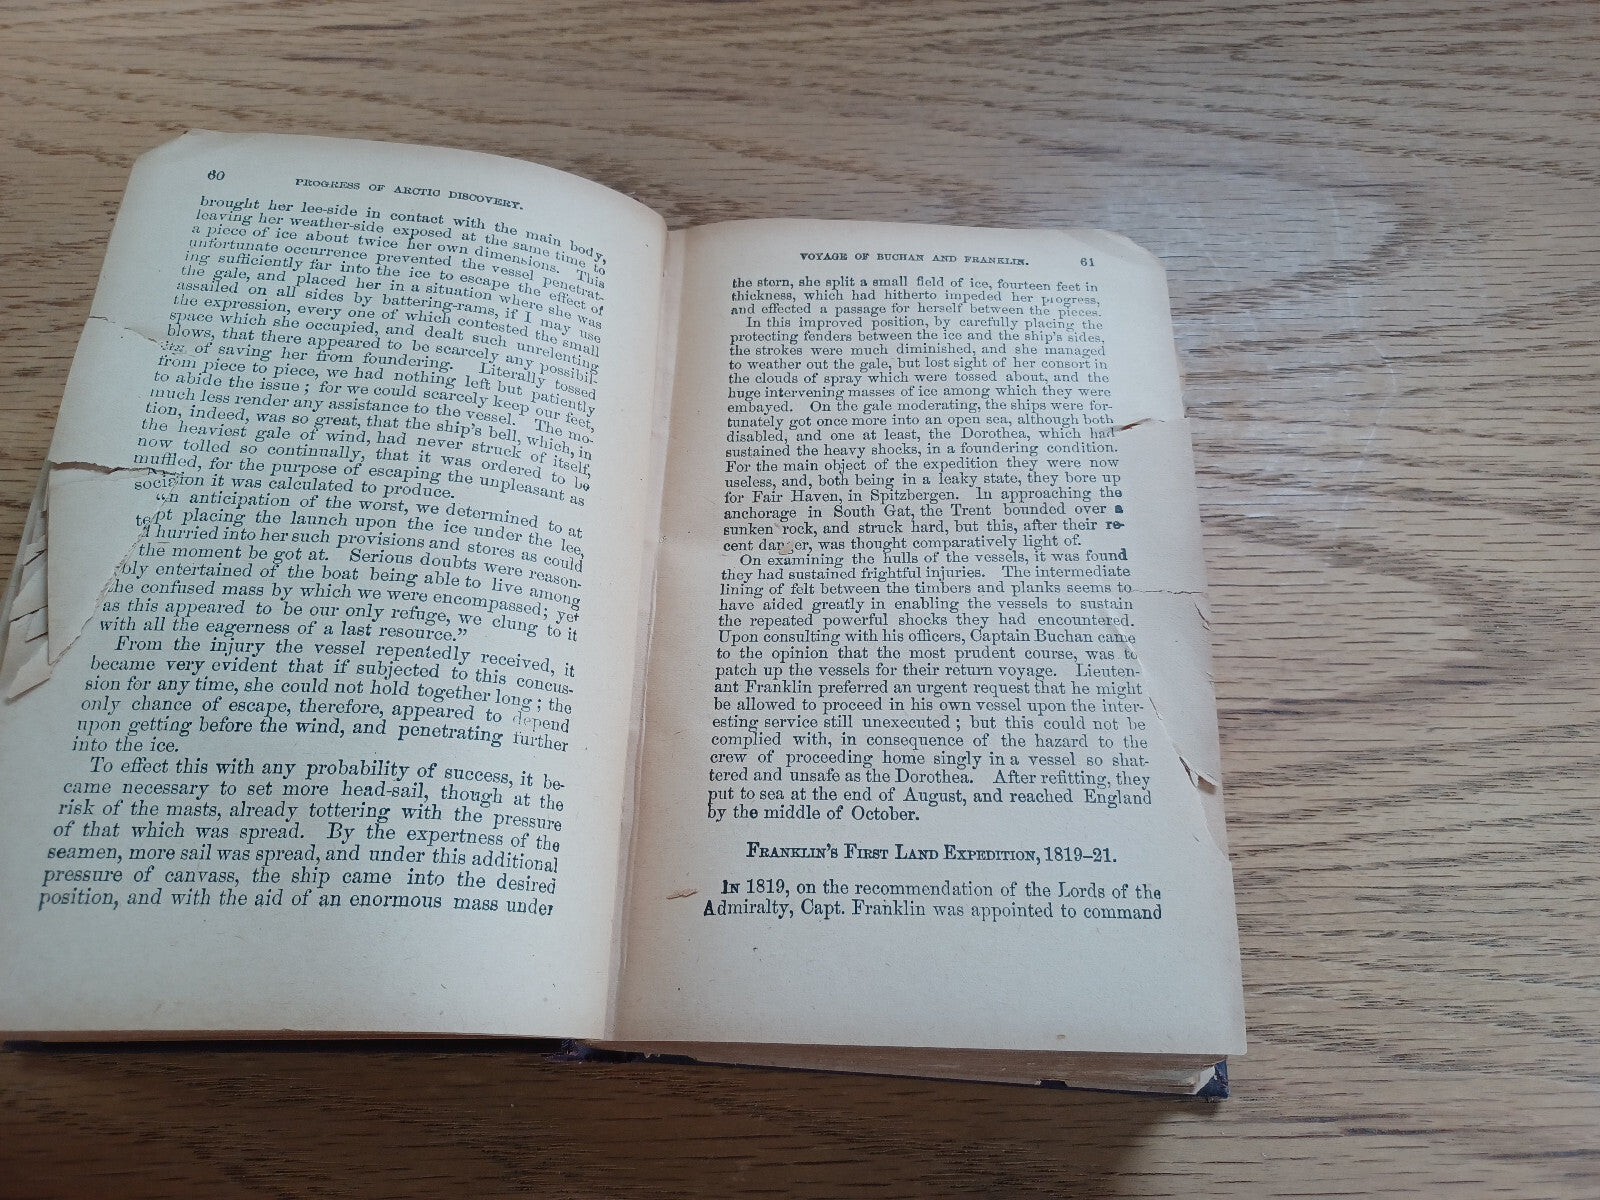 60
PROGRESS OF ARCTIC DISCOVERY.
brought her lee-side in contact with the main body,
leaving her weather-side exposed at the same time to
a piece of ice about twice her own dimensions. This
unfortunate occurrence prevented the vessel penetrat-
ing sufficiently far into the ice to escape the effect of
the gale, and placed her in a situation where she was
assailed on all sides by battering-rams, if I may use
the expression, every one of which contested the small
space which she occupied, and dealt such unrelenting
blows, that there appeared to be scarcely any possibil-
of saving her from foundering. Literally tossed
from piece to piece, we had nothing left but patiently
to abide the issue; for we could scarcely keep our feet,
much less render any assistance to the vessel. The mo-
tion, indeed, was so great, that the ship's bell, which, in
the heaviest gale of wind, had never struck of itself,
now tolled so continually, that it was ordered to be
muffled, for the purpose of escaping the unpleasant as
sociation it was calculated to produce.
“In anticipation of the worst, we determined to at
placing the launch upon the ice under the lee,
hurried into her such provisions and stores as could
the moment be got at. Serious doubts were reason-
bly entertained of the boat being able to live among
the confused mass by which we were encompassed; yet
as this appeared to be our only refuge, we clung to it
with all the eagerness of a last resource.”
From the injury the vessel repeatedly received, it
became very evident that if subjected to this concus-
sion for any time, she could not hold together long; the
only chance of escape, therefore, appeared to depend
upon getting before the wind, and penetrating further
into the ice.
To effect this with any probability of success, it be-
came necessary to set more head-sail, though at the
risk of the masts, already tottering with the pressure
of that which was spread. By the expertness of the
seamen, more sail was spread, and under this additional
pressure of canvass, the ship came into the desired
position, and with the aid of an enormous mass under
VOYAGE OF BUCHAN AND FRANKLIN.
61
the stern, she split a small field of ice, fourteen feet in
thickness, which had hitherto impeded her progress,
and effected a passage for herself between the pieces.
In this improved position, by carefully placing the
protecting fenders between the ice and the ship's sides,
the strokes were much diminished, and she managed
to weather out the gale, but lost sight of her consort in
the clouds of spray which were tossed about, and the
huge intervening masses of ice among which they were
embayed. On the gale moderating, the ships were for-
tunately got once more into an open sea, although both
disabled, and one at least, the Dorothea, which had
sustained the heavy shocks, in a foundering condition.
For the main object of the expedition they were now
useless, and, both being in a leaky state, they bore up
for Fair Haven, in Spitzbergen. In approaching the
anchorage in South Gat, the Trent bounded over a
sunken rock, and struck hard, but this, after their re-
cent danger, was thought comparatively light of.
On examining the hulls of the vessels, it was found
they had sustained frightful injuries. The intermediate
lining of felt between the timbers and planks seems to
have aided greatly in enabling the vessels to sustain
the repeated powerful shocks they had encountered.
Upon consulting with his officers, Captain Buchan came
to the opinion that the most prudent course, was to
patch up the vessels for their return voyage. Lieuten-
ant Franklin preferred an urgent request that he might
be allowed to proceed in his own vessel upon the inter-
esting service still unexecuted; but this could not be
complied with, in consequence of the hazard to the
crew of proceeding home singly in a vessel so shat-
tered and unsafe as the Dorothea. After refitting, they
put to sea at the end of August, and reached England
by the middle of October.
FRANKLIN'S FIRST LAND EXPEDITION, 1819–21.
IN 1819, on the recommendation of the Lords of the
Admiralty, Capt. Franklin was appointed to command